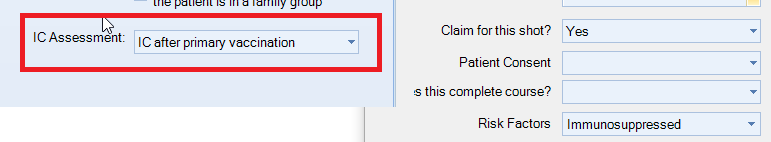 the patient is in a family group
IC Assessment: IC after primary vaccination
Claim for this shot? Yes
Patient Consent
es this complete course?
Risk Factors Immunosuppressed